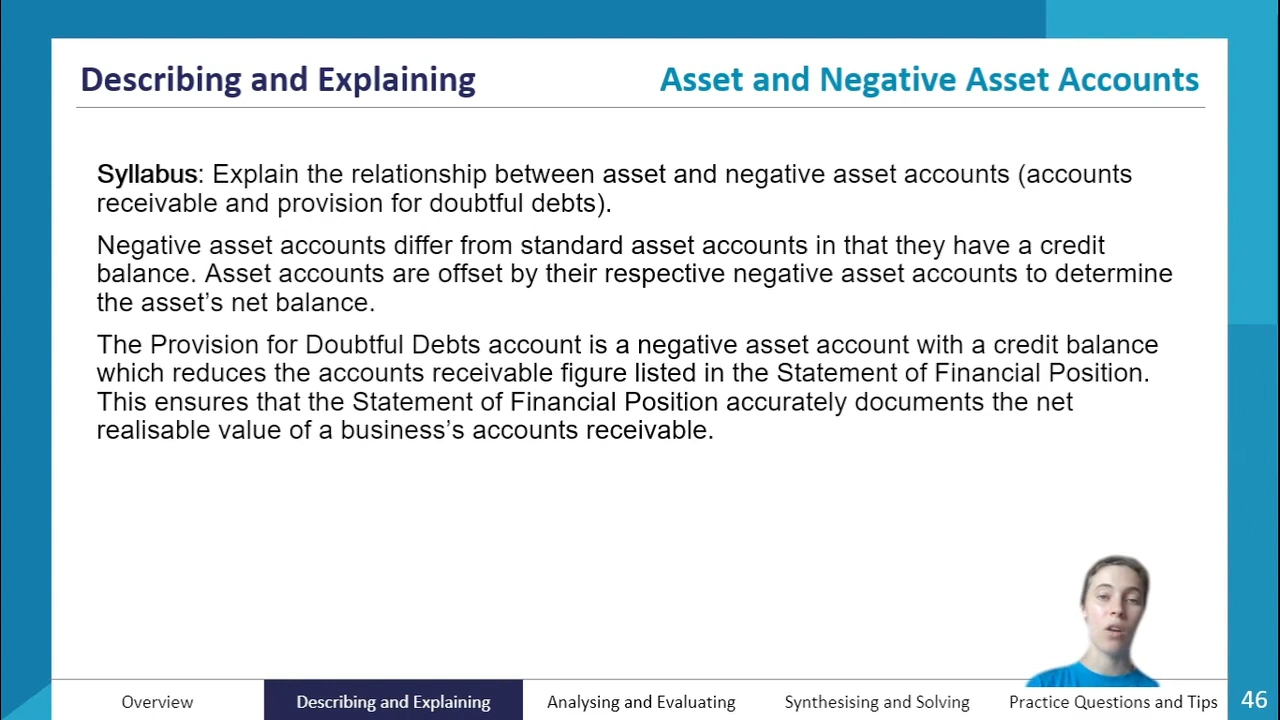 Describing and Explaining
Asset and Negative Asset Accounts
Syllabus: Explain the relationship between asset and negative asset accounts (accounts
receivable and provision for doubtful debts).
Negative asset accounts differ from standard asset accounts in that they have a credit
balance. Asset accounts are offset by their respective negative asset accounts to determine
the asset’s net balance.
The Provision for Doubtful Debts account is a negative asset account with a credit balance
which reduces the accounts receivable figure listed in the Statement of Financial Position.
This ensures that the Statement of Financial Position accurately documents the net
realisable value of a business’s accounts receivable.
Overview
Describing and Explaining
Analysing and Evaluating
Synthesising and Solving
Practice Questions and Tips
46